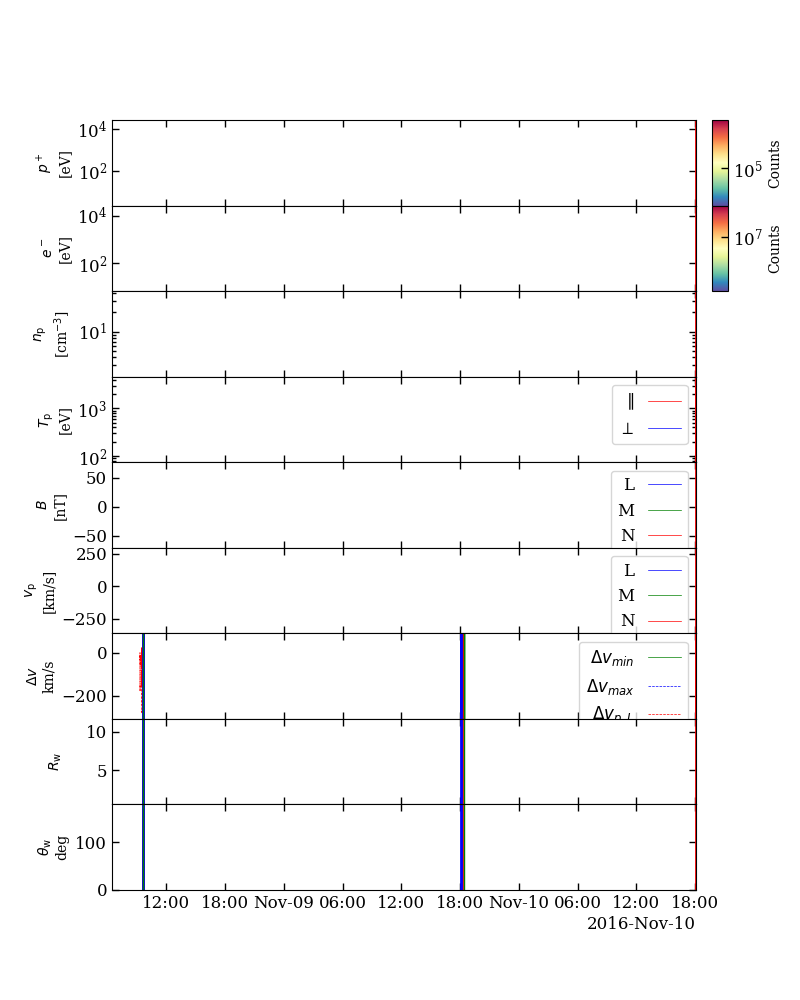 10⁴
10²
p⁺
[eV]
10⁵
Counts
10⁴
10²
e⁻
[eV]
10⁷
Counts
10¹
nₚ
[cm⁻³]
10³
10²
Tₚ
[eV]
∥
⊥
50
0
−50
B
[nT]
L
M
N
250
0
−250
vₚ
[km/s]
L
M
N
0
−200
Δv
km/s
Δv_min
Δv_max
10
5
R_w
100
0
θ_w
deg
12:00 18:00 Nov-09 06:00 12:00 18:00 Nov-10 06:00 12:00 18:00
2016-Nov-10